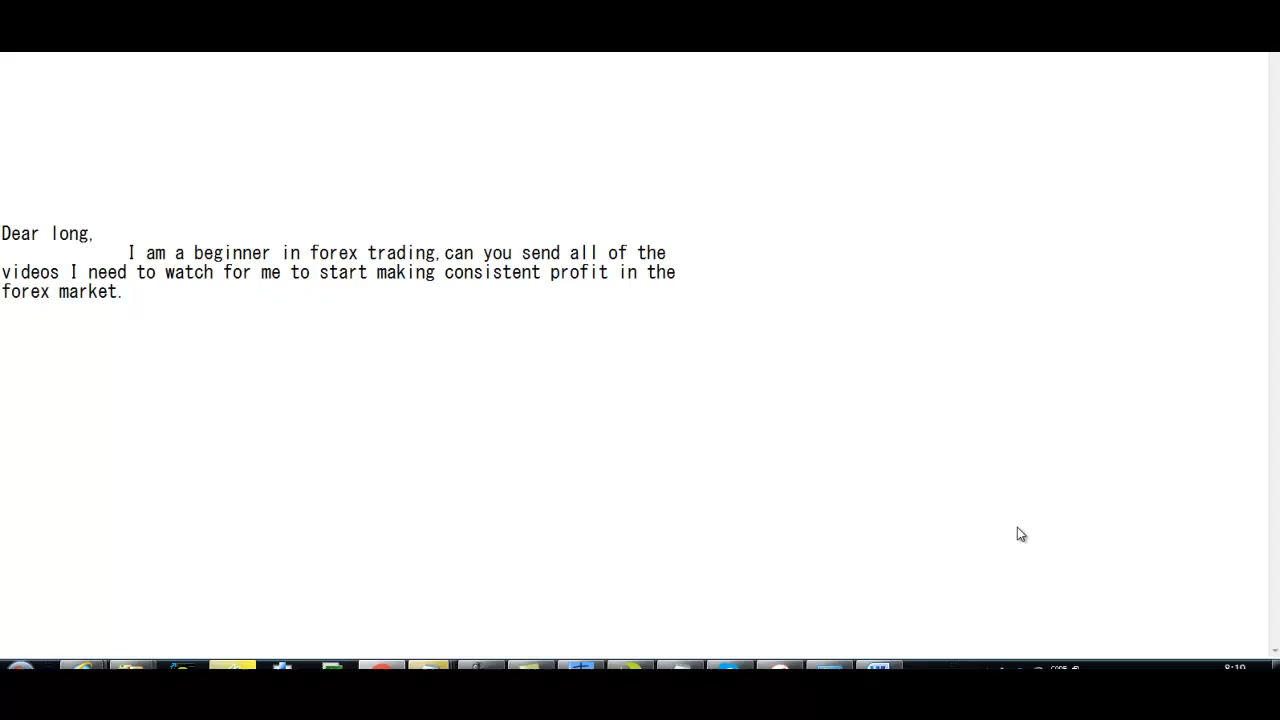 Dear long,
I am a beginner in forex trading,can you send all of the
videos I need to watch for me to start making consistent profit in the
forex market.